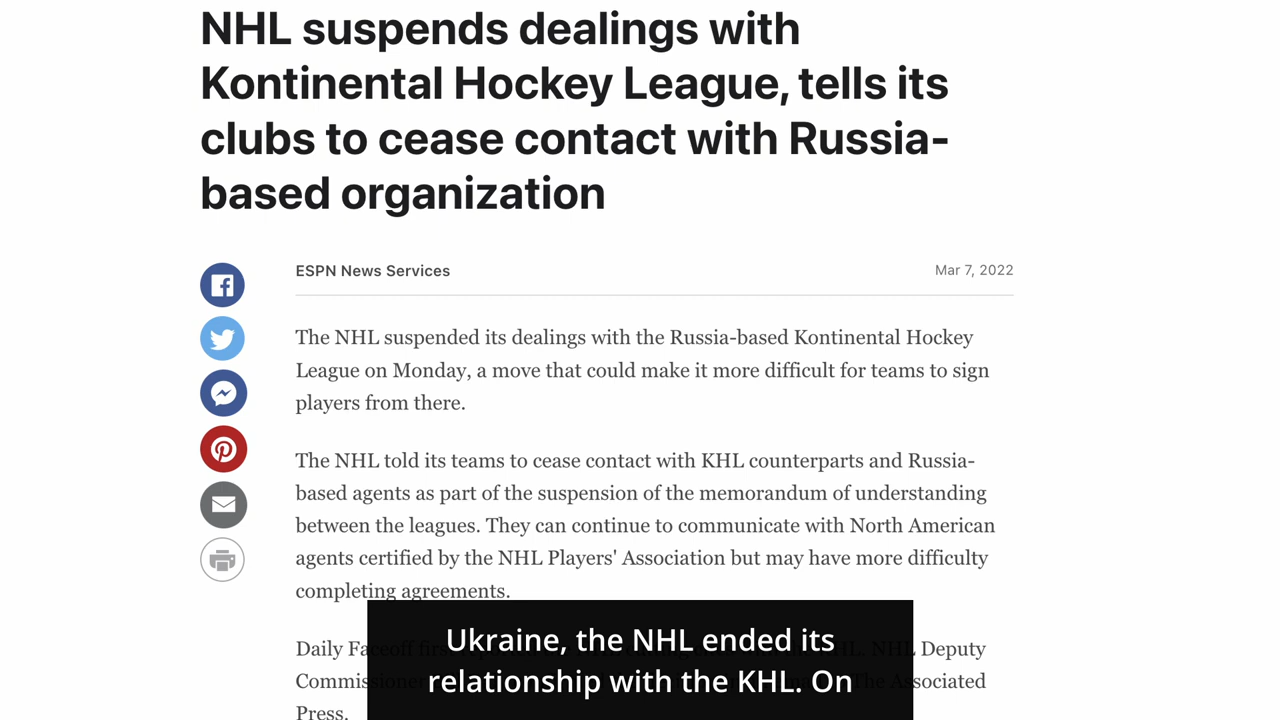 NHL suspends dealings with
Kontinental Hockey League, tells its
clubs to cease contact with Russia-
based organization
ESPN News Services
Mar 7, 2022
The NHL suspended its dealings with the Russia-based Kontinental Hockey
League on Monday, a move that could make it more difficult for teams to sign
players from there.
The NHL told its teams to cease contact with KHL counterparts and Russia-
based agents as part of the suspension of the memorandum of understanding
between the leagues. They can continue to communicate with North American
agents certified by the NHL Players' Association but may have more difficulty
completing agreements.
Daily Faceoff first NHL Deputy
Commissioner The Associated
Press.
Ukraine, the NHL ended its
relationship with the KHL. On